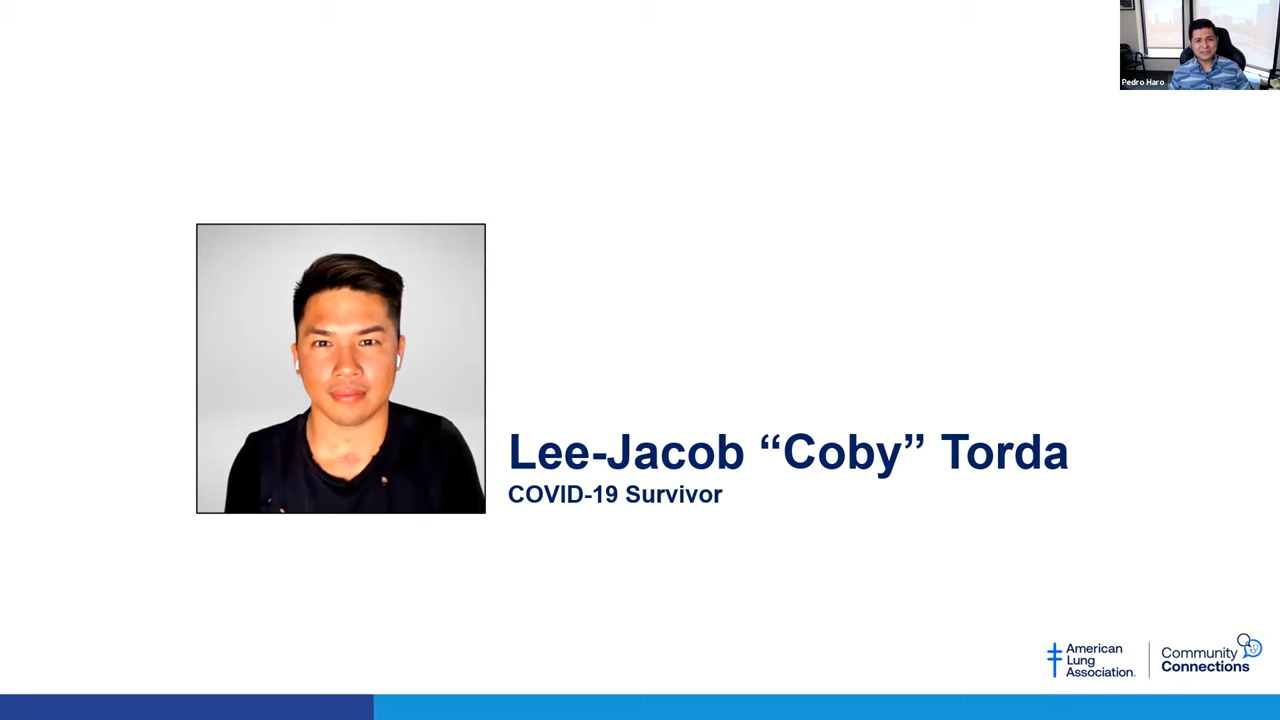 Pedro Haro
Lee-Jacob “Coby” Torda
COVID-19 Survivor
American
Lung
Association.
Community
Connections